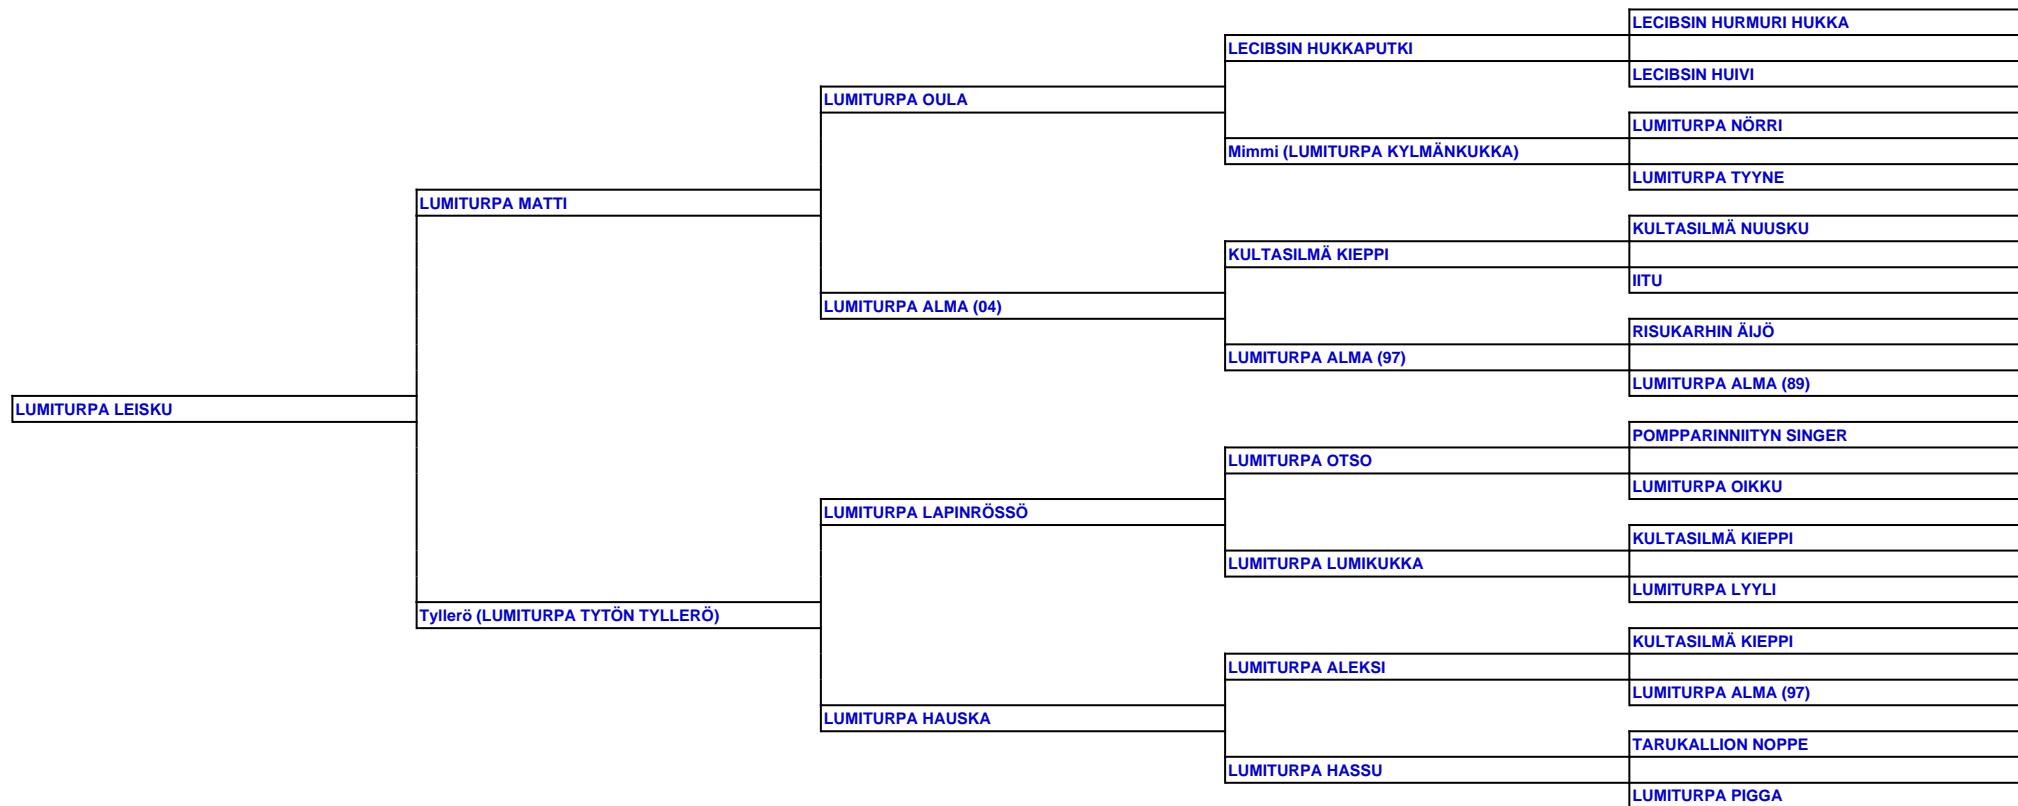 LECIBSIN HURMURI HUKKA
LECIBSIN HUKKAPUTKI
LECIBSIN HUIVI
LUMITURPA OULA
LUMITURPA NÖRRI
Mimmi (LUMITURPA KYLMÄNKUKKA)
LUMITURPA TYYNE
LUMITURPA MATTI
KULTASILMÄ NUUSKU
KULTASILMÄ KIEPPI
IITU
LUMITURPA ALMA (04)
RISUKARHIN ÄIJÖ
LUMITURPA ALMA (97)
LUMITURPA ALMA (89)
LUMITURPA LEISKU
POMPPARINNIITYN SINGER
LUMITURPA OTSO
LUMITURPA OIKKU
LUMITURPA LAPINRÖSSÖ
KULTASILMÄ KIEPPI
LUMITURPA LUMIKUKKA
LUMITURPA LYYLI
Tyllerö (LUMITURPA TYTÖN TYLLERÖ)
KULTASILMÄ KIEPPI
LUMITURPA ALEKSI
LUMITURPA ALMA (97)
LUMITURPA HAUSKA
TARUKALLION NOPPE
LUMITURPA HASSU
LUMITURPA PIGGA